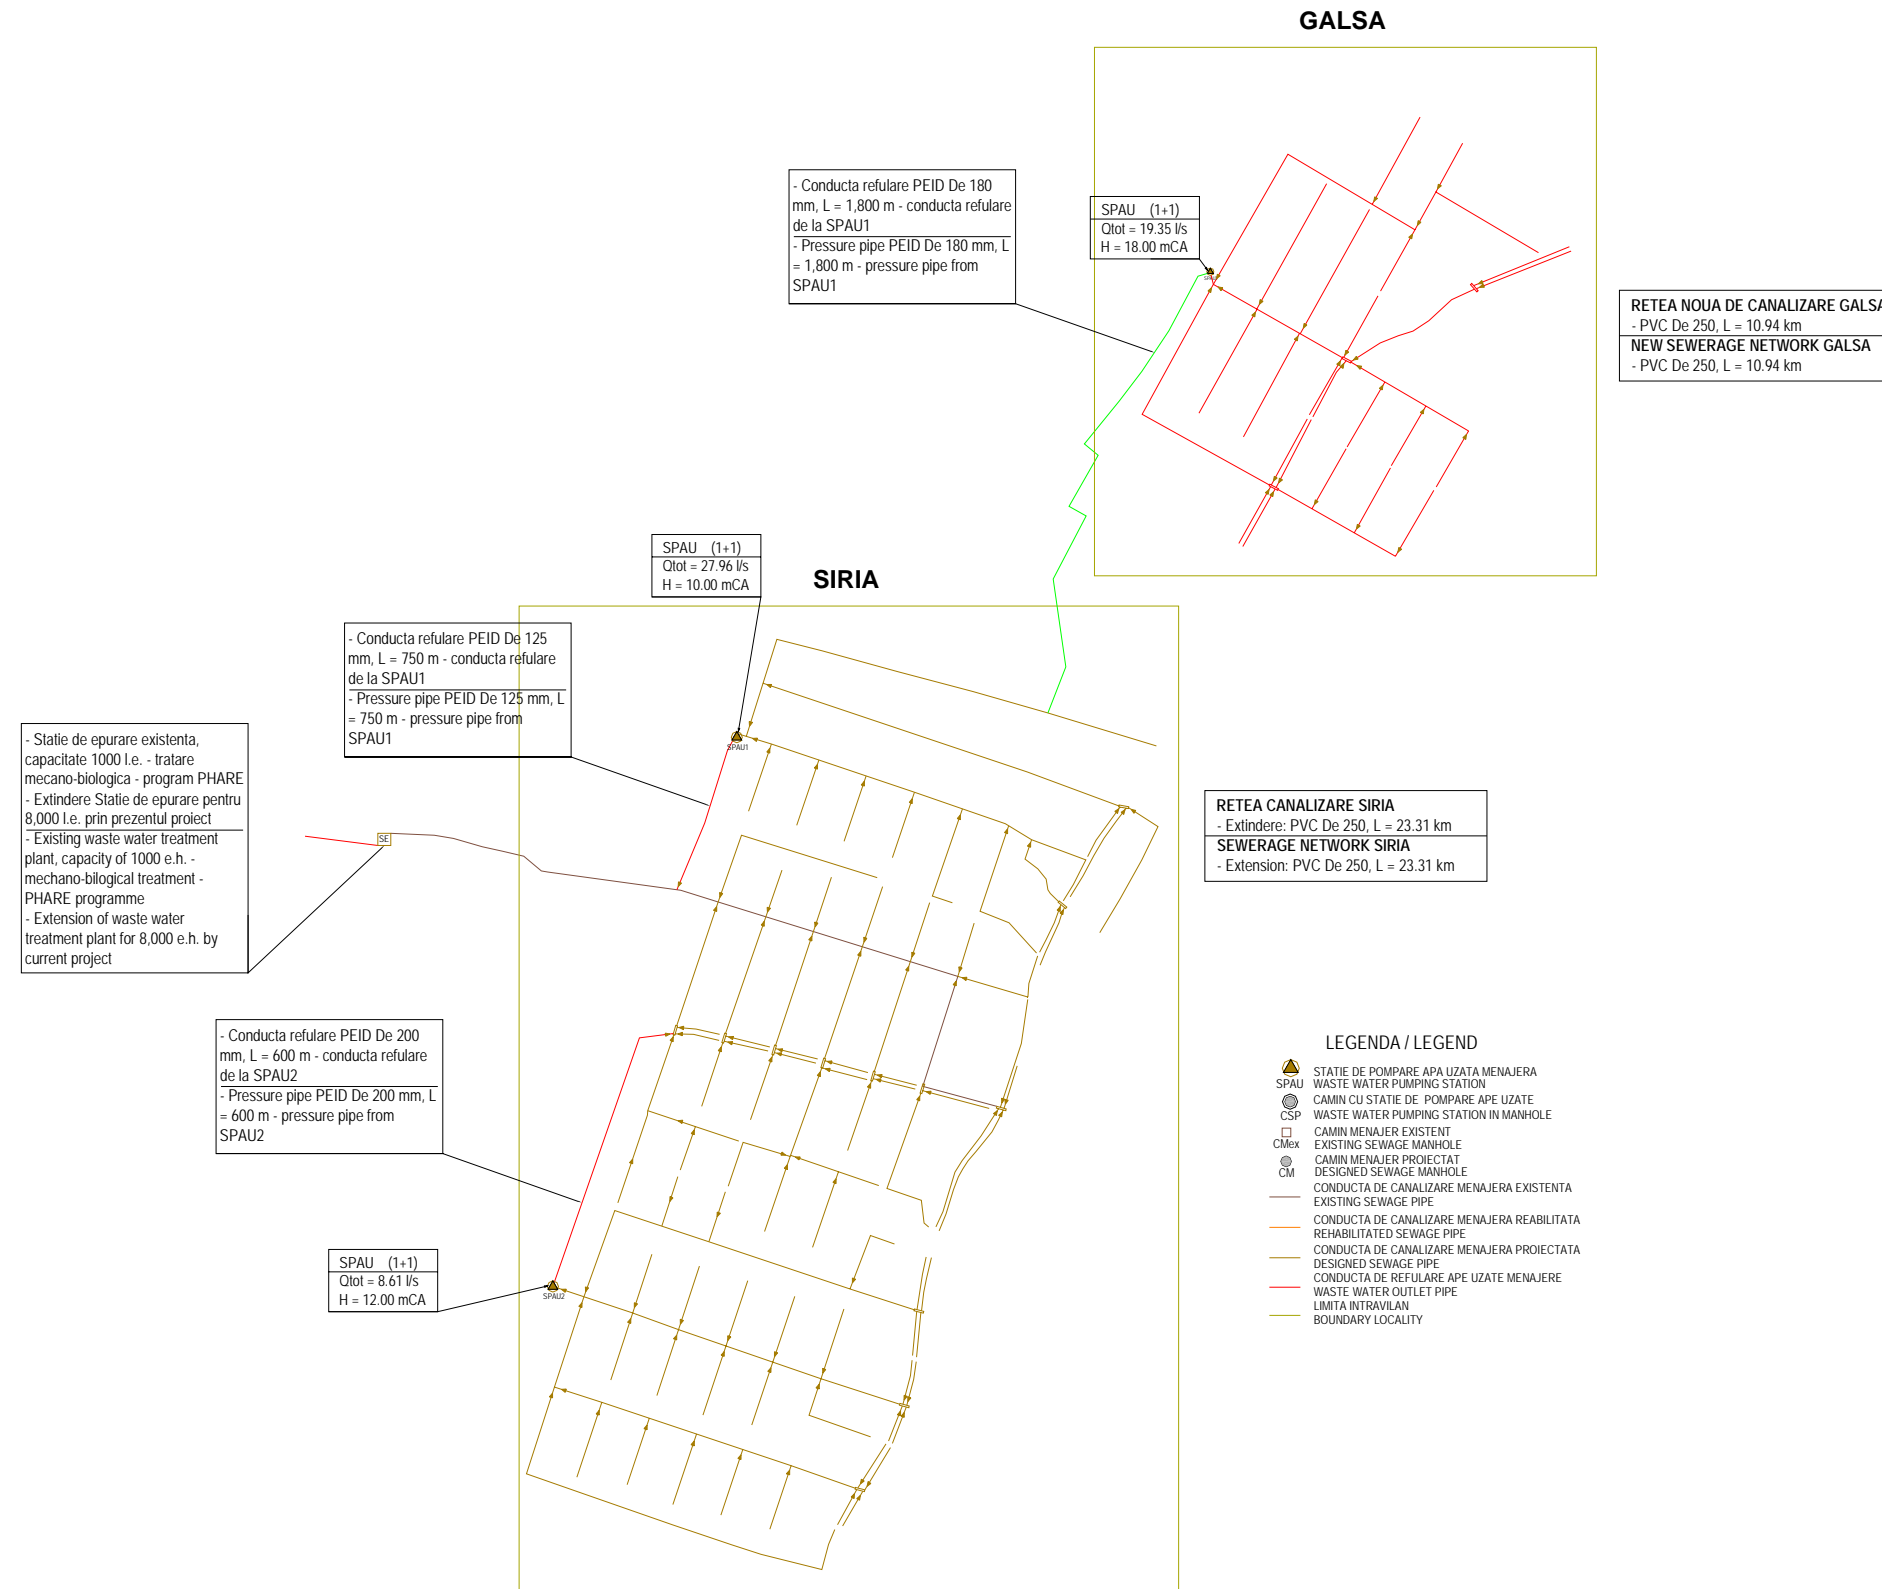 GALSA
- Conducta refulare PEID De 180
mm, L = 1,800 m - conducta refulare
de la SPAU1
- Pressure pipe PEID De 180 mm, L
= 1,800 m - pressure pipe from
SPAU1
SPAU (1+1)
Qtot = 19.35 l/s
H = 18.00 mCA
RETEA NOUA DE CANALIZARE GALSA
- PVC De 250, L = 10.94 km
NEW SEWERAGE NETWORK GALSA
- PVC De 250, L = 10.94 km
SPAU (1+1)
Qtot = 27.96 l/s
H = 10.00 mCA
SIRIA
- Conducta refulare PEID De 125
mm, L = 750 m - conducta refulare
de la SPAU1
- Pressure pipe PEID De 125 mm, L
= 750 m - pressure pipe from
SPAU1
SPAU1
- Statie de epurare existenta,
capacitate 1000 l.e. - tratare
mecano-biologica - program PHARE
- Extindere Statie de epurare pentru
8,000 l.e. prin prezentul proiect
- Existing waste water treatment
plant, capacity of 1000 e.h. -
mechano-bilogical treatment -
PHARE programme
- Extension of waste water
treatment plant for 8,000 e.h. by
current project
SE
RETEA CANALIZARE SIRIA
- Extindere: PVC De 250, L = 23.31 km
SEWERAGE NETWORK SIRIA
- Extension: PVC De 250, L = 23.31 km
- Conducta refulare PEID De 200
mm, L = 600 m - conducta refulare
de la SPAU2
- Pressure pipe PEID De 200 mm, L
= 600 m - pressure pipe from
SPAU2
SPAU (1+1)
Qtot = 8.61 l/s
H = 12.00 mCA
SPAU2
LEGENDA / LEGEND
STATIE DE POMPARE APA UZATA MENAJERA
SPAU WASTE WATER PUMPING STATION
CAMIN CU STATIE DE POMPARE APE UZATE
CSP WASTE WATER PUMPING STATION IN MANHOLE
CAMIN MENAJER EXISTENT
CMex EXISTING SEWAGE MANHOLE
CAMIN MENAJER PROIECTAT
CM DESIGNED SEWAGE MANHOLE
CONDUCTA DE CANALIZARE MENAJERA EXISTENTA
EXISTING SEWAGE PIPE
CONDUCTA DE CANALIZARE MENAJERA REABILITATA
REHABILITATED SEWAGE PIPE
CONDUCTA DE CANALIZARE MENAJERA PROIECTATA
DESIGNED SEWAGE PIPE
CONDUCTA DE REFULARE APE UZATE MENAJERE
WASTE WATER OUTLET PIPE
LIMITA INTRAVILAN
BOUNDARY LOCALITY